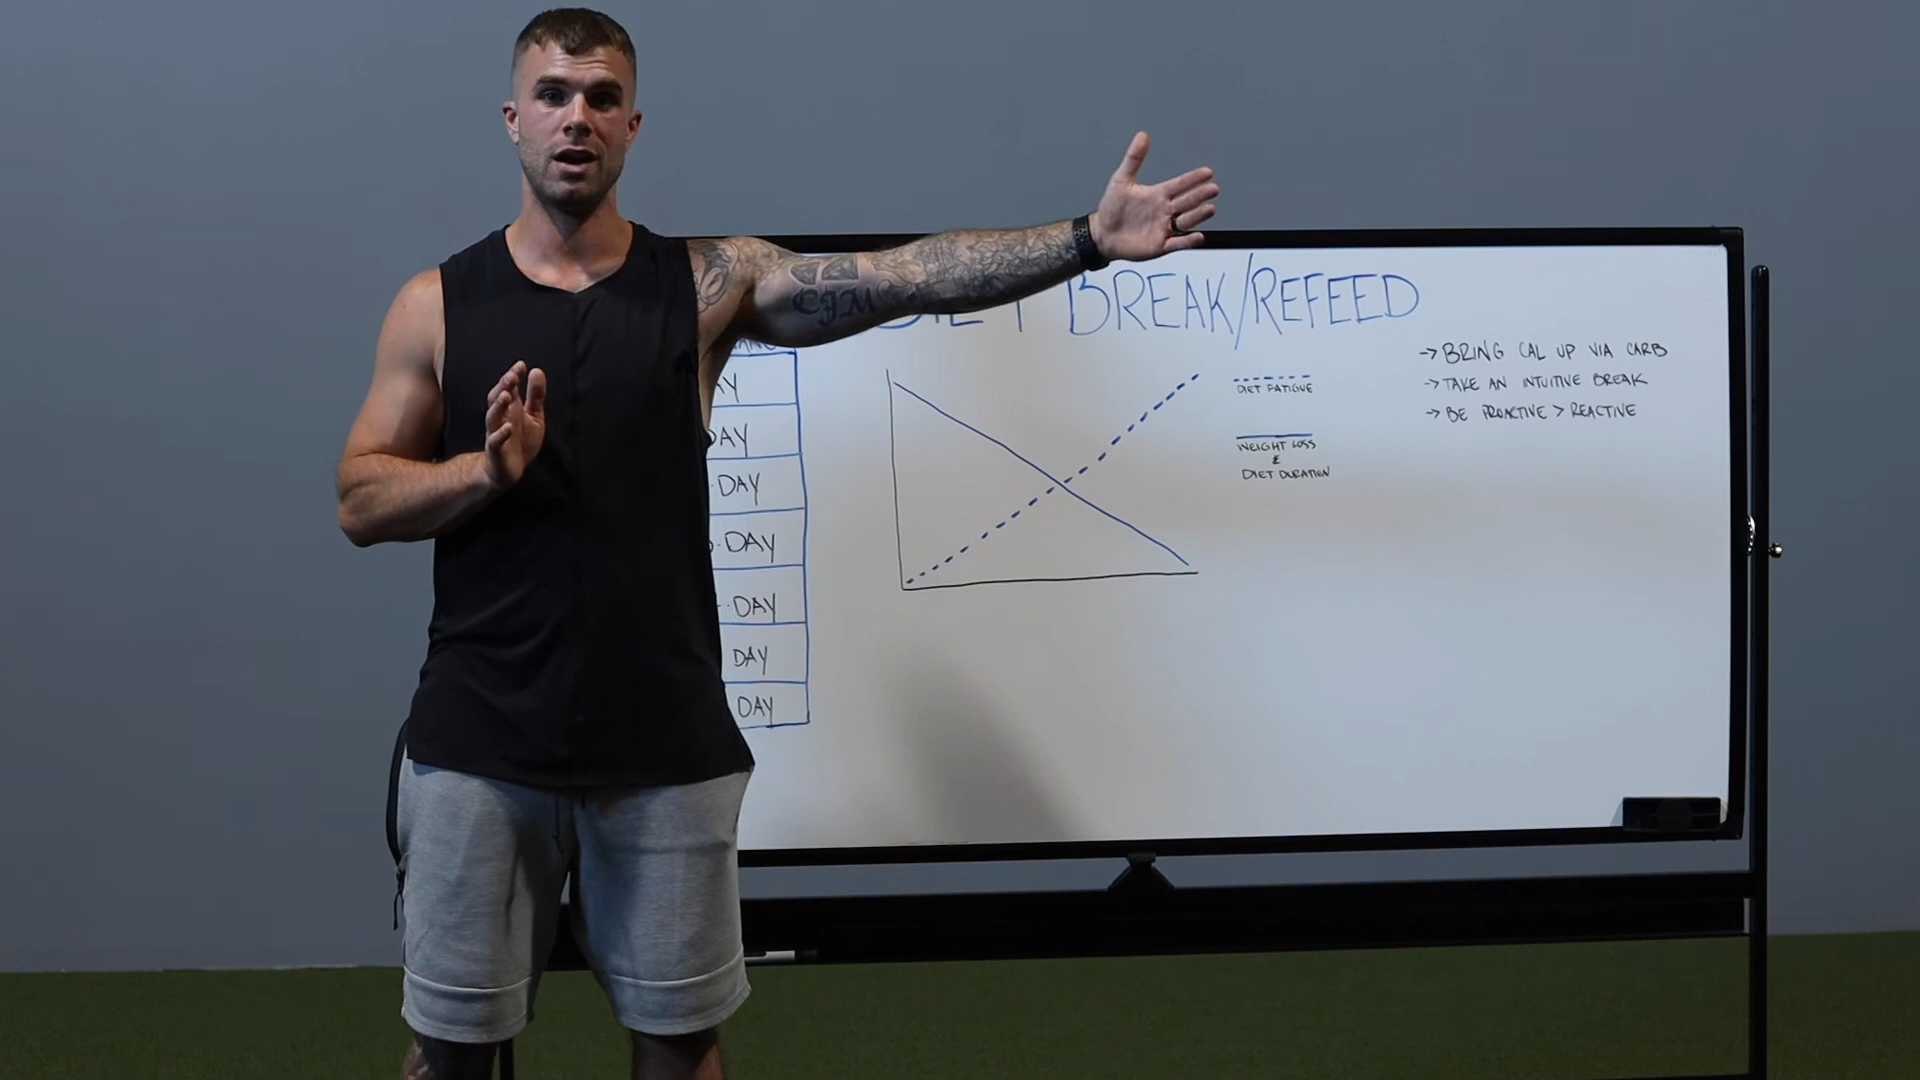 BREAK/REFEED
DAY
DAY
DAY
DAY
DAY
DAY
DIET FATIGUE
WEIGHT LOSS
&
DIET DURATION
→ BRING CAL UP VIA CARB
→ TAKE AN INTUITIVE BREAK
→ BE PROACTIVE > REACTIVE